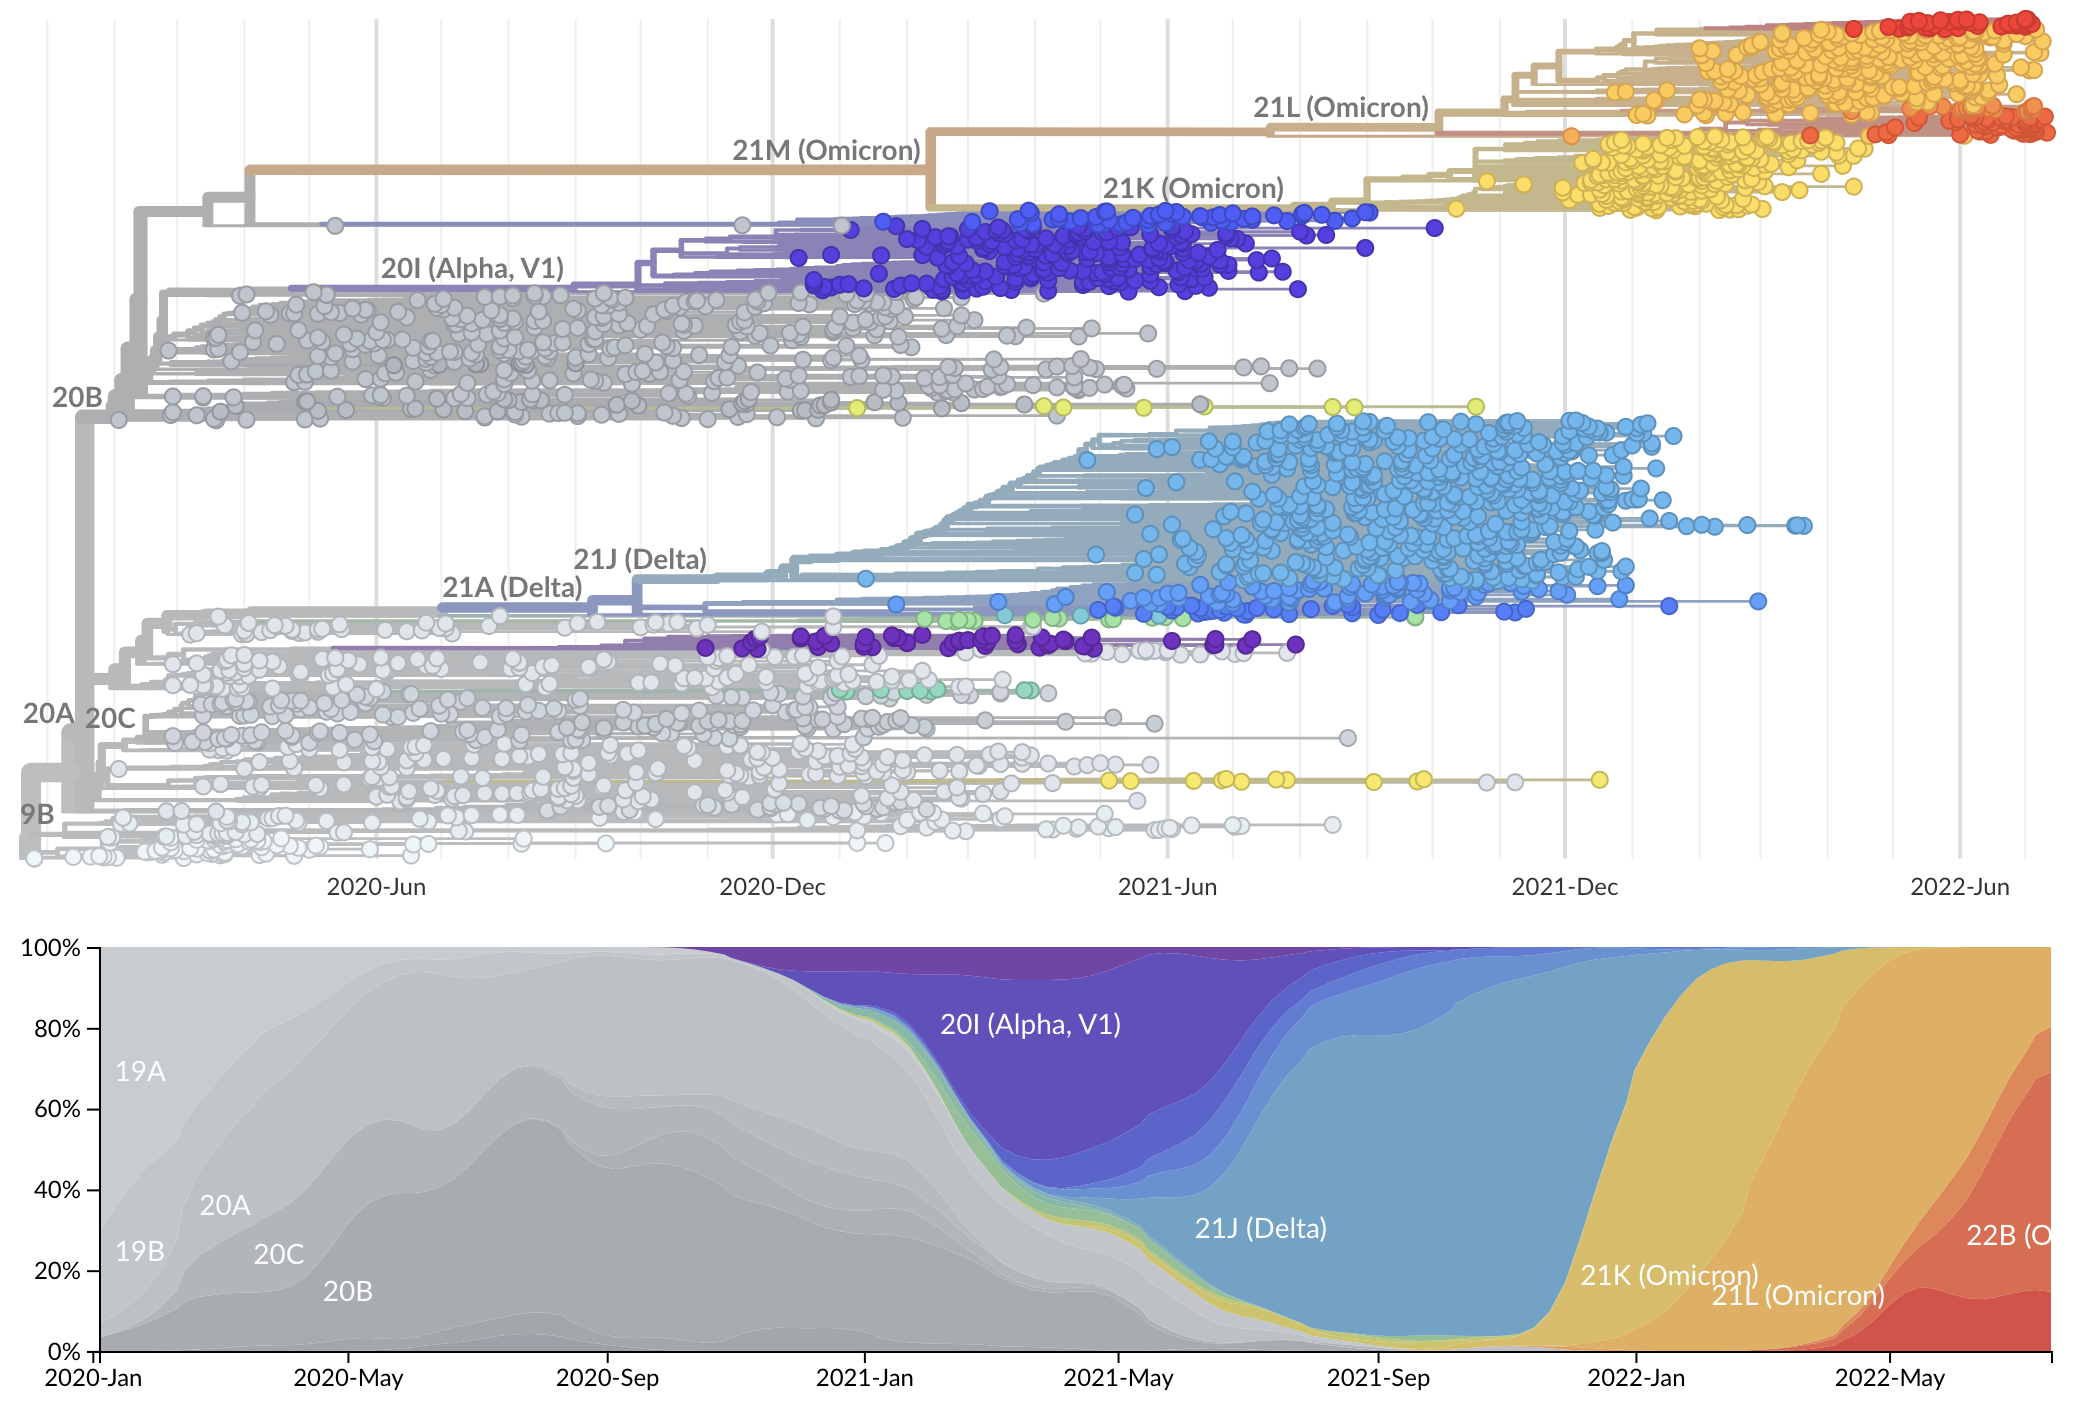 21L (Omicron)
21M (Omicron)
21K (Omicron)
20I (Alpha, V1)
20B
21J (Delta)
21A (Delta)
20A 20C
9B
2020-Jun 2020-Dec 2021-Jun 2021-Dec 2022-Jun
100%
80%
60%
40%
20%
0%
20I (Alpha, V1)
19A
20A
21J (Delta)
22B (O
19B
20C
21K (Omicron)
20B
21L (Omicron)
2020-Jan 2020-May 2020-Sep 2021-Jan 2021-May 2021-Sep 2022-Jan 2022-May